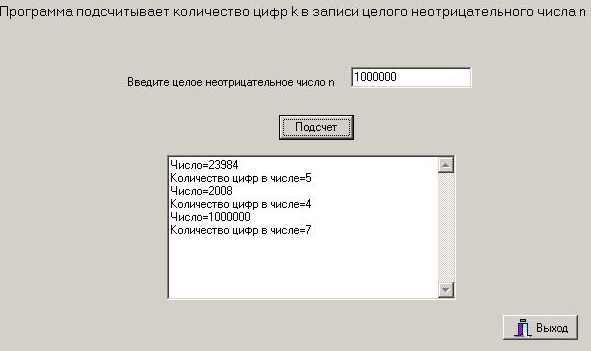 Программа подсчитывает количество цифр k в записи целого неотрицательного числа n
Введите целое неотрицательное число n 1000000
Подсчет
Число=23984
Количество цифр в числе=5
Число=2008
Количество цифр в числе=4
Число=1000000
Количество цифр в числе=7
Выход